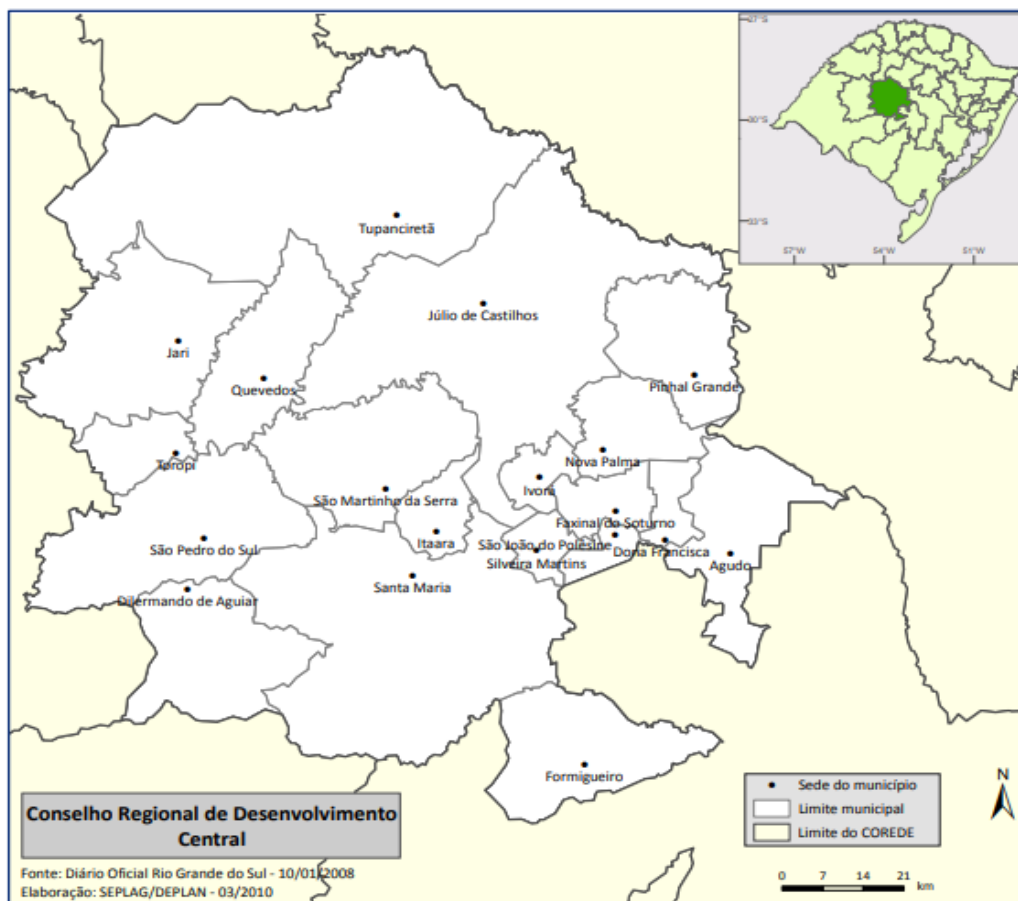 27°S
30°S
33°S
57°W
54°W
51°W
Tupanciretã
Júlio de Castilhos
Jari
Quevedos
Pinhal Grande
Toropi
Nova Palma
Ivorá
São Martinho da Serra
Faxinal do Soturno
Itaara
São Pedro do Sul
São João do Polêsine
Dona Francisca
Silveira Martins
Agudo
Santa Maria
Dilermando de Aguiar
Formigueiro
N
Sede do município
Limite municipal
Limite do COREDE
Conselho Regional de Desenvolvimento
Central
Fonte: Diário Oficial Rio Grande do Sul - 10/01/2008
Elaboração: SEPLAG/DEPLAN - 03/2010
0 7 14 21
km